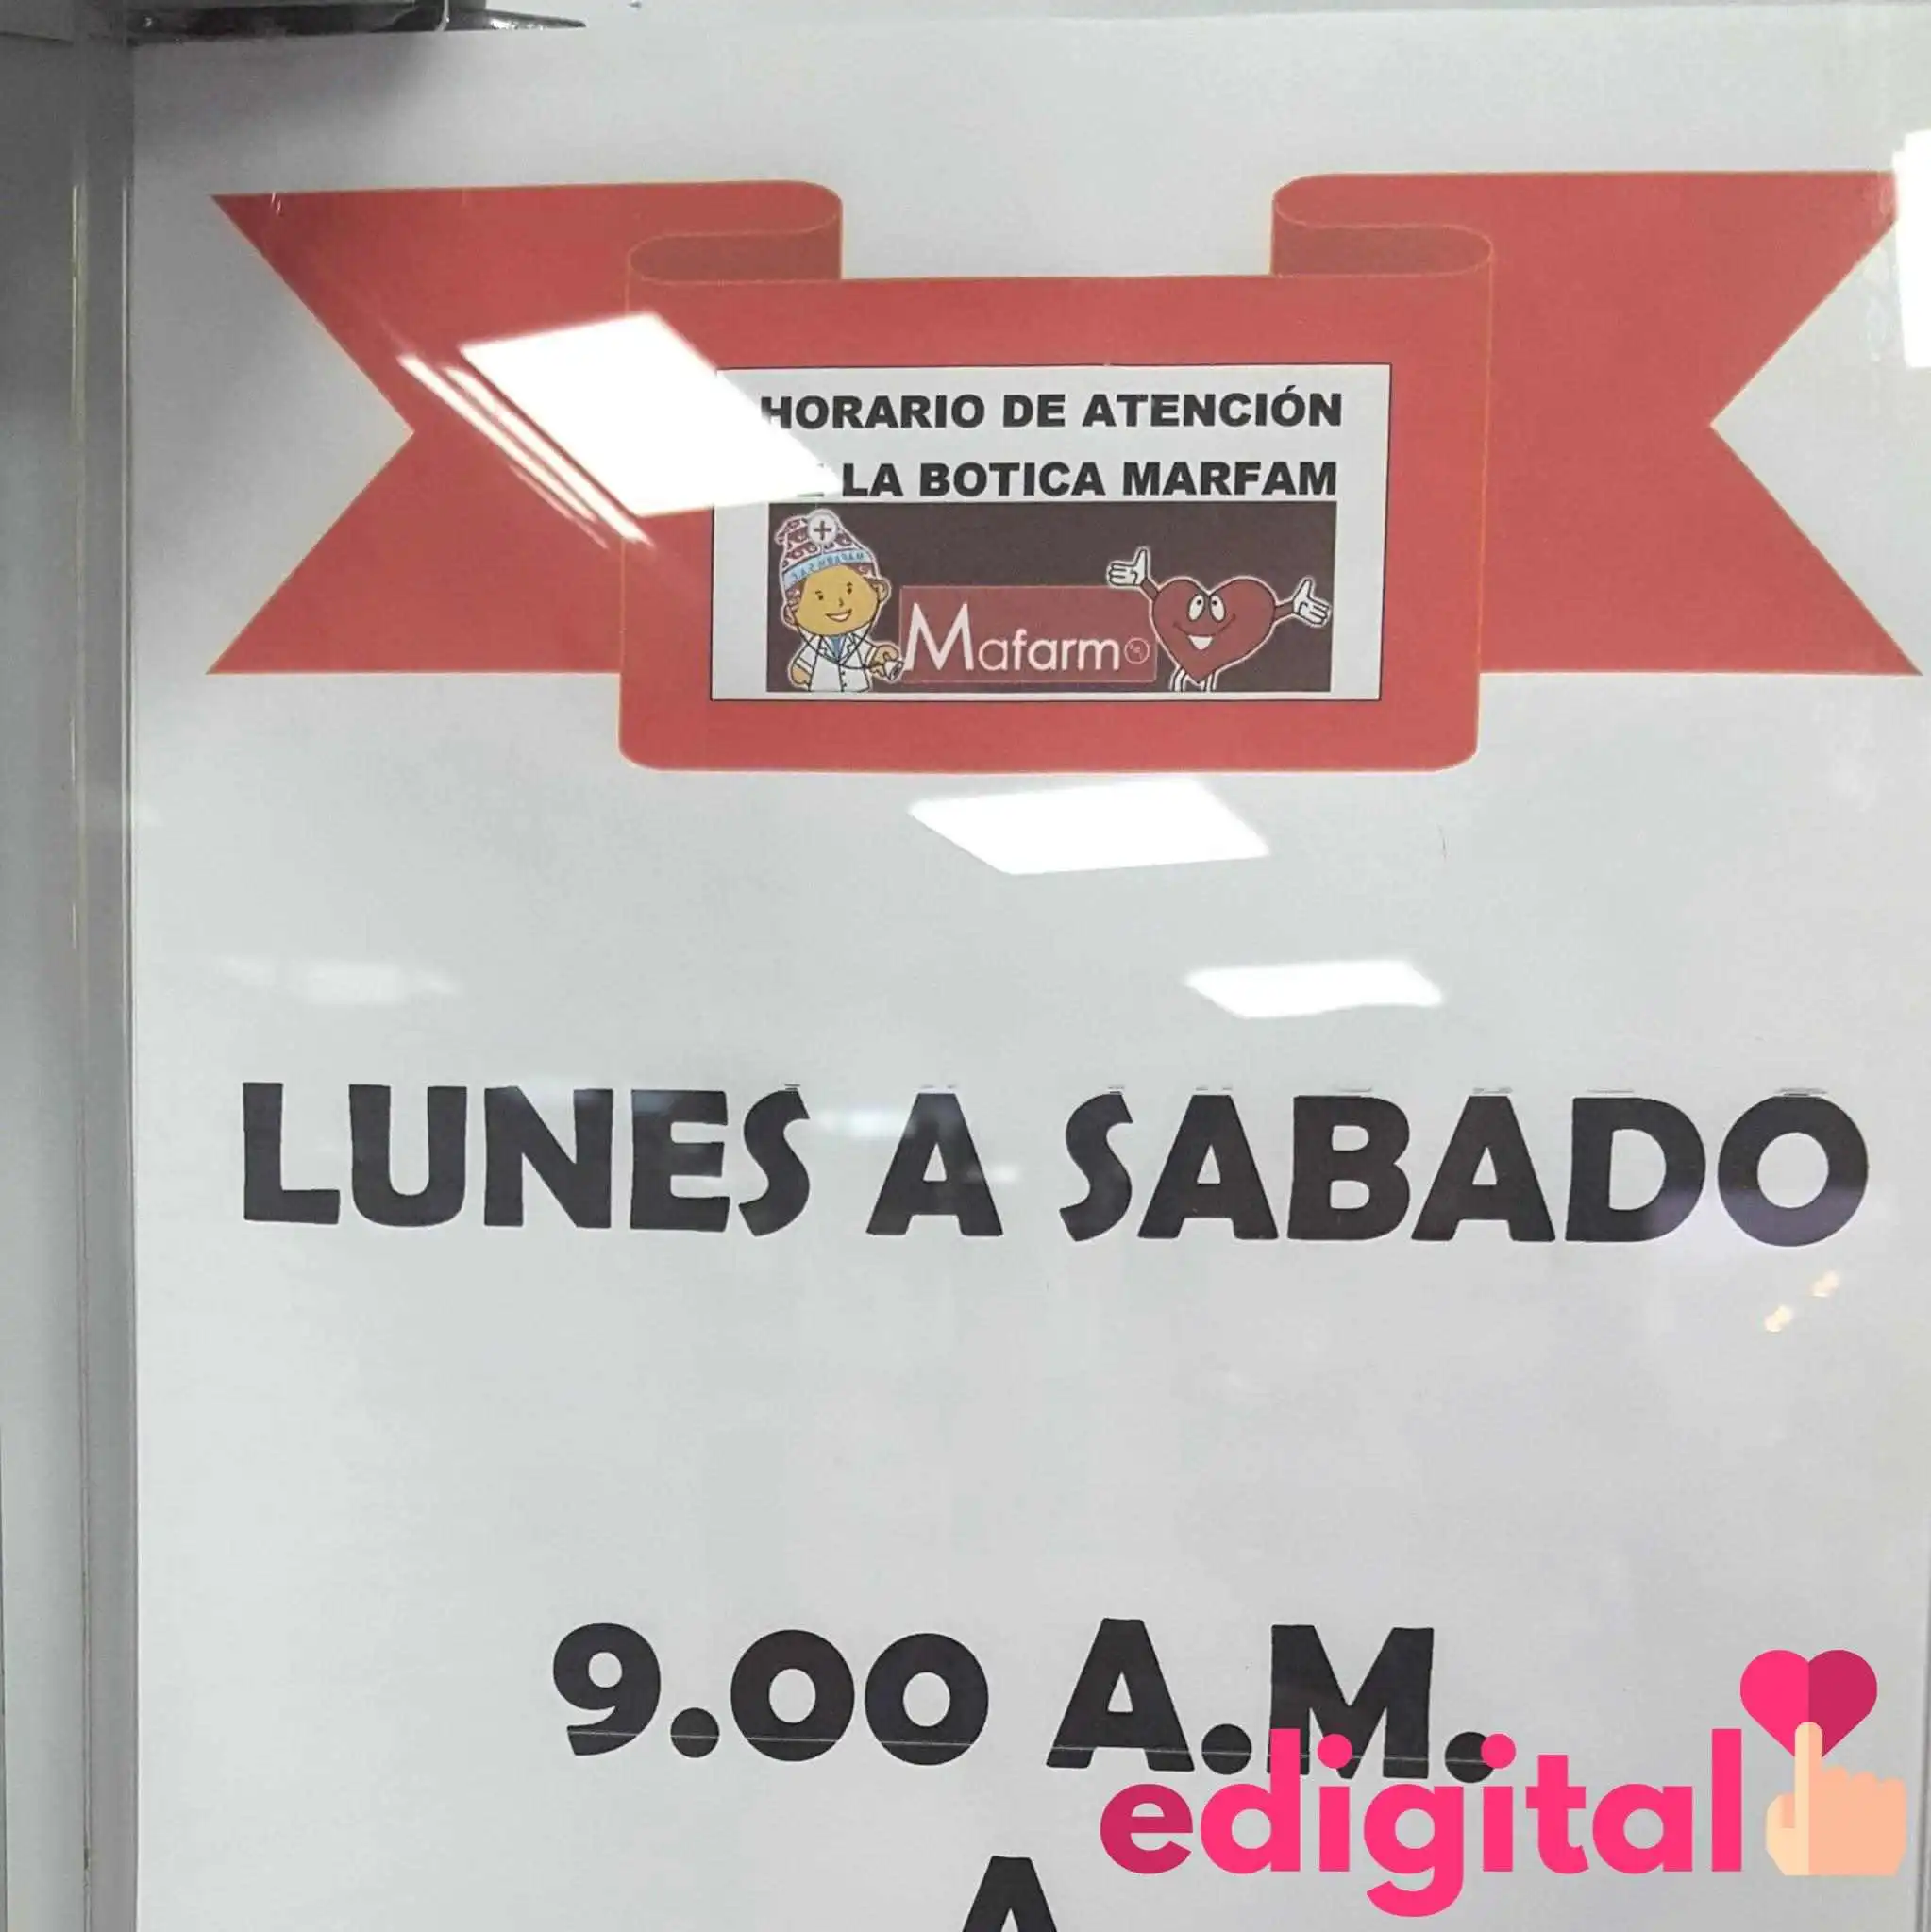 HORARIO DE ATENCIÓN
LA BOTICA MARFAM
Mafarm
LUNES A SABADO
9.00 A.M.
A
edigital